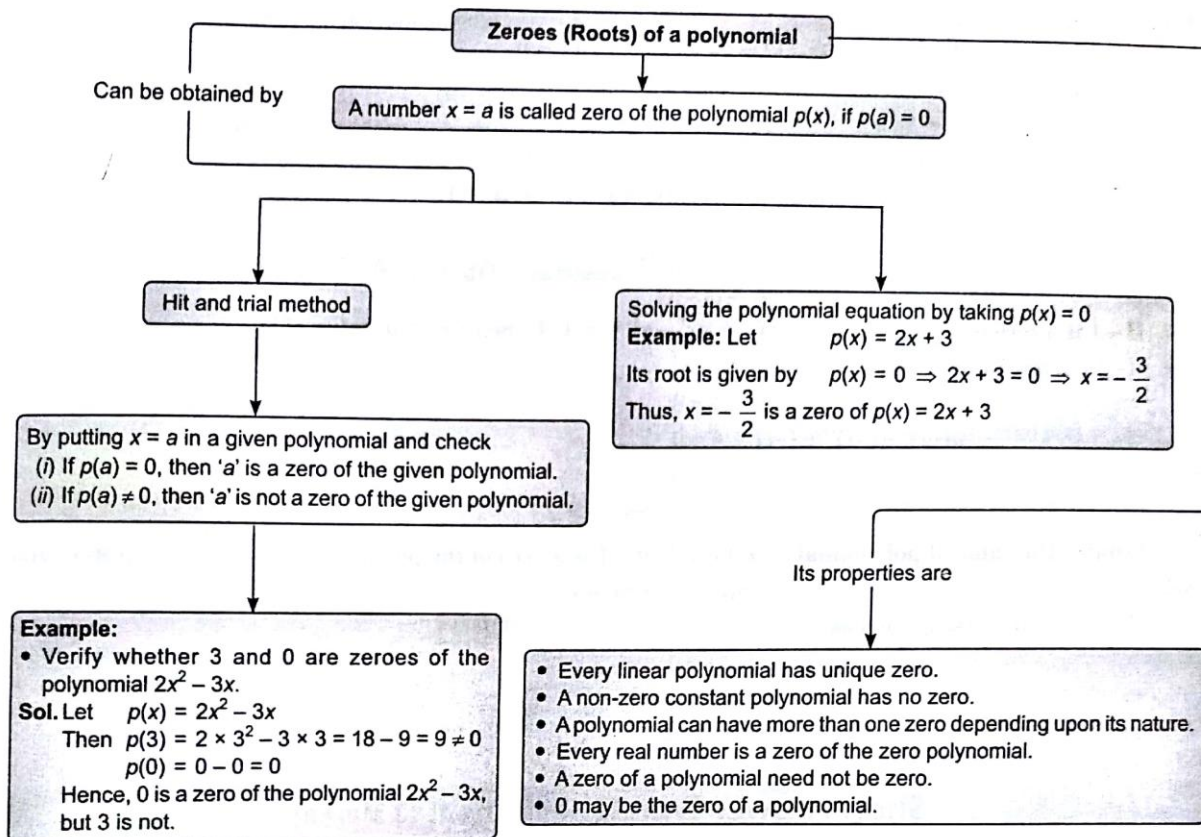 Zeroes (Roots) of a polynomial
Can be obtained by
A number x = a is called zero of the polynomial p(x), if p(a) = 0
Hit and trial method
By putting x = a in a given polynomial and check
(i) If p(a) = 0, then ‘a’ is a zero of the given polynomial.
(ii) If p(a) ≠ 0, then ‘a’ is not a zero of the given polynomial.
Example:
• Verify whether 3 and 0 are zeroes of the
polynomial 2x² – 3x.
Sol. Let p(x) = 2x² – 3x
Then p(3) = 2 × 3² – 3 × 3 = 18 – 9 = 9 ≠ 0
p(0) = 0 – 0 = 0
Hence, 0 is a zero of the polynomial 2x² – 3x,
but 3 is not.
Solving the polynomial equation by taking p(x) = 0
Example: Let p(x) = 2x + 3
Its root is given by p(x) = 0 ⇒ 2x + 3 = 0 ⇒ x = – 3/2
Thus, x = – 3/2 is a zero of p(x) = 2x + 3
Its properties are
• Every linear polynomial has unique zero.
• A non-zero constant polynomial has no zero.
• A polynomial can have more than one zero depending upon its nature.
• Every real number is a zero of the zero polynomial.
• A zero of a polynomial need not be zero.
• 0 may be the zero of a polynomial.